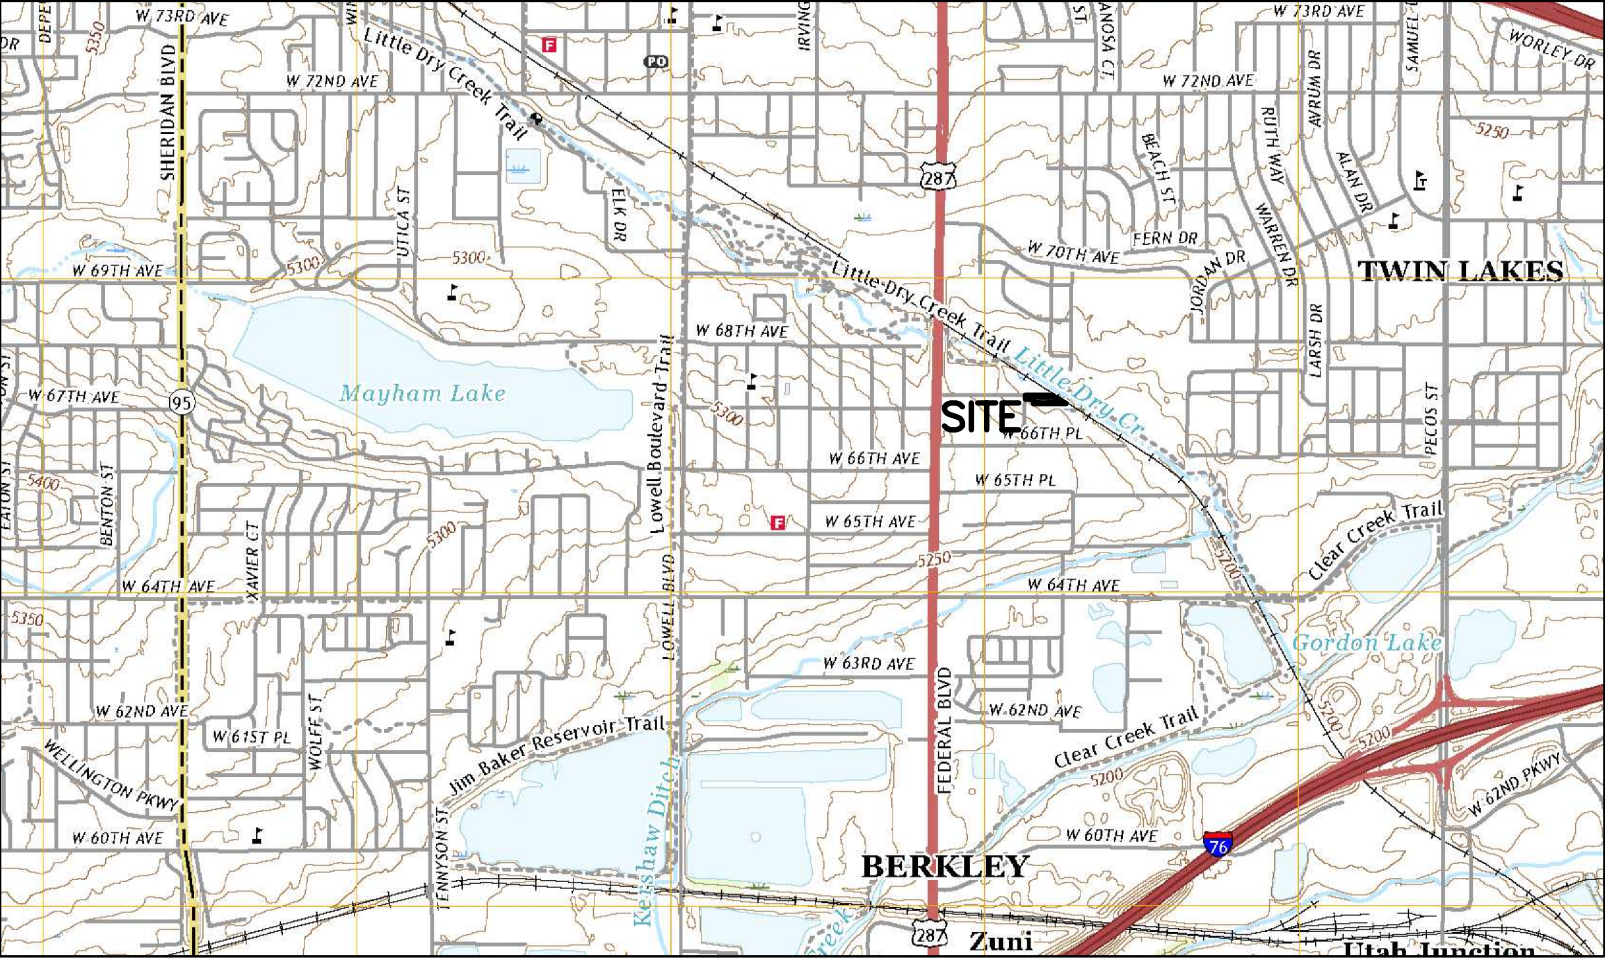 W 73RD AVE
W 73RD AVE
SHERIDAN BLVD
5350
DR
Little Dry Creek Trail
F
PO
W 72ND AVE
W 72ND AVE
WORLEY DR
AVRUM DR
5250
RUTH WAY
BEACH ST
ALAN DR
287
ELK DR
UTICA ST
WARREN DR
FERN DR
W 70TH AVE
JORDAN DR
W 69TH AVE
5300
5300
TWIN LAKES
Little Dry Creek Trail
W 68TH AVE
LARSH DR
Little Dry Cr
Mayham Lake
W 67TH AVE
95
5300
SITE
W 66TH PL
PECOS ST
Lowell Boulevard Trail
W 66TH AVE
W 65TH PL
EATON ST
5400
BENTON ST
XAVIER CT
5300
F
W 65TH AVE
5250
5200
Clear Creek Trail
W 64TH AVE
W 64TH AVE
5350
LOWELL BLVD
Gordon Lake
W 63RD AVE
FEDERAL BLVD
W 62ND AVE
W 62ND AVE
5200
W 61ST PL
WOLFF ST
Jim Baker Reservoir Trail
Clear Creek Trail
5200
5200
WELLINGTON PKWY
W 62ND PKWY
Kershaw Ditch
TENNYSON ST
W 60TH AVE
W 60TH AVE
76
BERKLEY
287
Zuni
Utah Junction